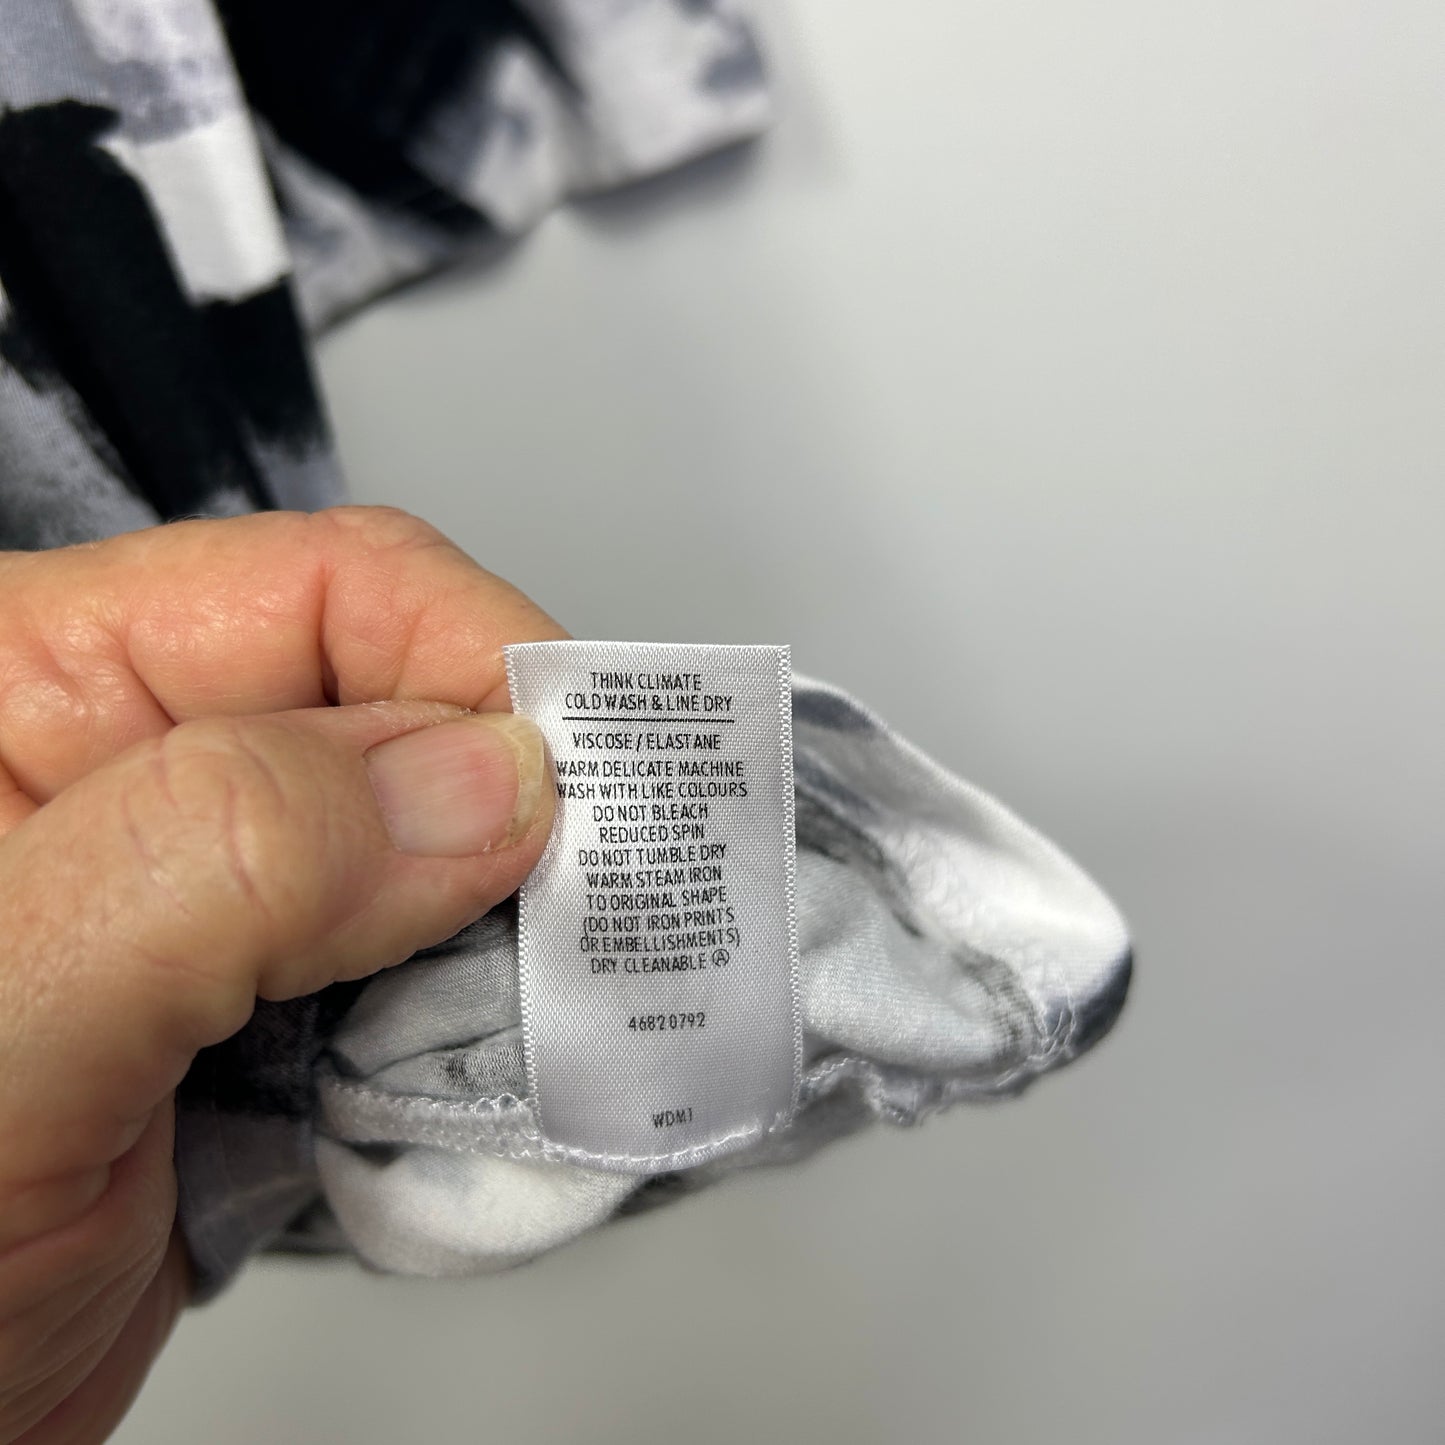 THINK CLIMATE
COLD WASH & LINE DRY
VISCOSE / ELASTANE
WARM DELICATE MACHINE
WASH WITH LIKE COLOURS
DO NOT BLEACH
REDUCED SPIN
DO NOT TUMBLE DRY
WARM STEAM IRON
TO ORIGINAL SHAPE
(DO NOT IRON PRINTS
OR EMBELLISHMENTS)
DRY CLEANABLE Ⓐ
46820792
WDM1